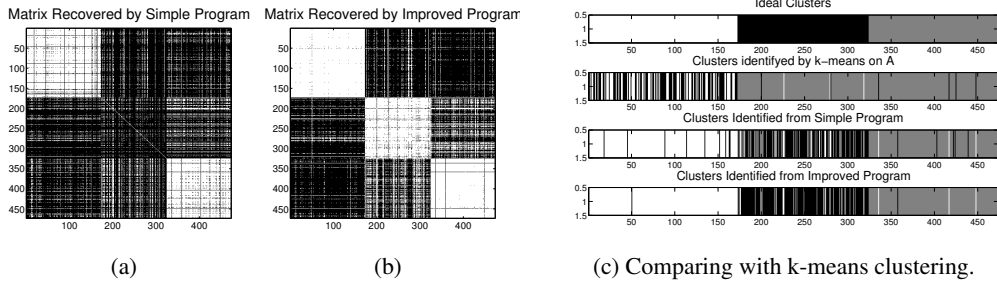 Matrix Recovered by Simple Program
50
100
150
200
250
300
350
400
450
100 200 300 400
(a)
Matrix Recovered by Improved Program
50
100
150
200
250
300
350
400
450
100 200 300 400
(b)
Ideal Clusters
0.5
1
1.5
50 100 150 200 250 300 350 400 450
Clusters identifyed by k−means on A
0.5
1
1.5
50 100 150 200 250 300 350 400 450
Clusters Identified from Simple Program
0.5
1
1.5
50 100 150 200 250 300 350 400 450
Clusters Identified from Improved Program
0.5
1
1.5
50 100 150 200 250 300 350 400 450
(c) Comparing with k-means clustering.